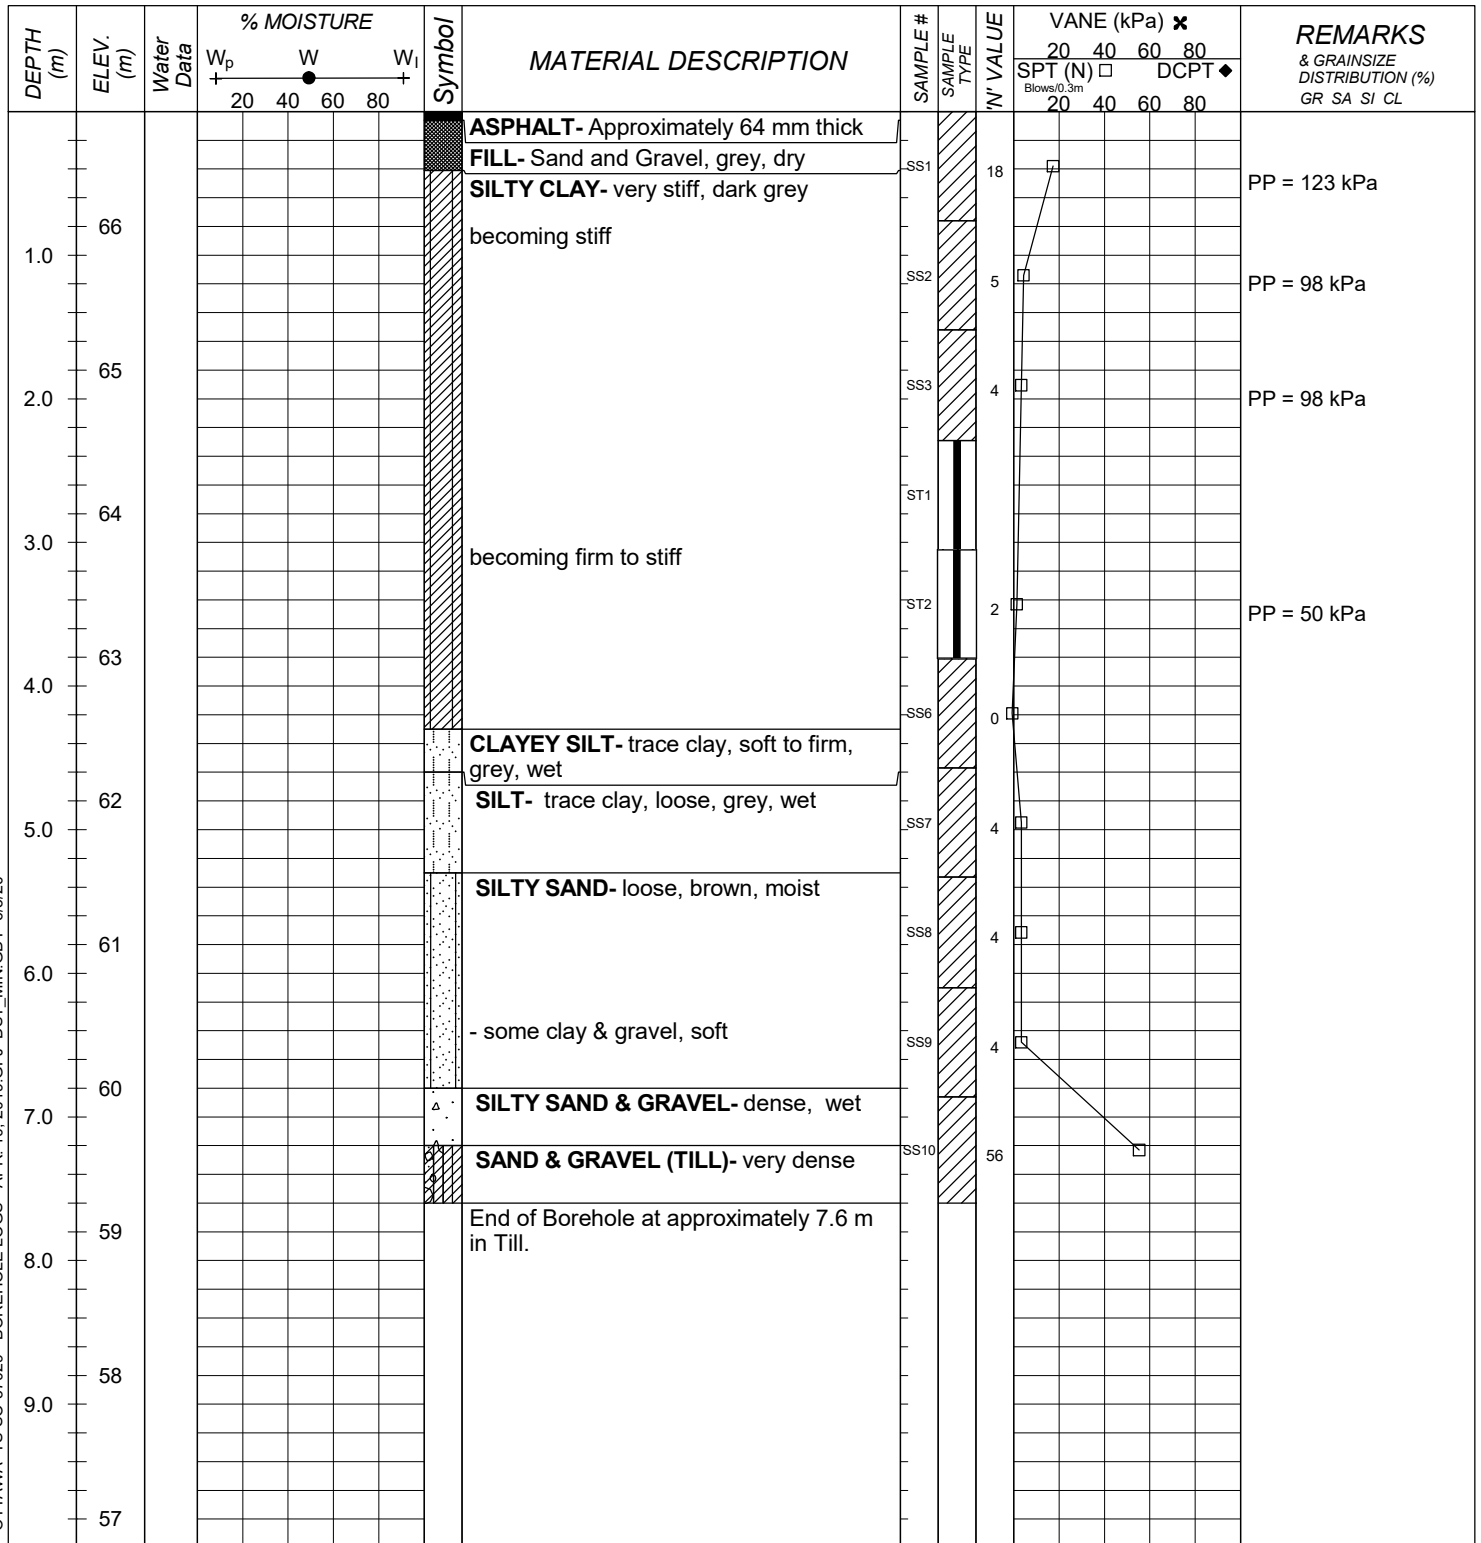 DEPTH (m)
ELEV. (m)
Water Data
% MOISTURE
Wp W Wl
20 40 60 80
Symbol
MATERIAL DESCRIPTION
SAMPLE #
SAMPLE TYPE
'N' VALUE
VANE (kPa) ✖
20 40 60 80
SPT (N) □ DCPT ◆
Blows/0.3m
20 40 60 80
REMARKS
& GRAINSIZE
DISTRIBUTION (%)
GR SA SI CL
ASPHALT- Approximately 64 mm thick
FILL- Sand and Gravel, grey, dry
SS1 18
PP = 123 kPa
SILTY CLAY- very stiff, dark grey
66
becoming stiff
1.0
SS2 5
PP = 98 kPa
65
SS3 4
2.0
PP = 98 kPa
ST1
64
3.0
becoming firm to stiff
ST2 2
PP = 50 kPa
63
4.0
SS6 0
CLAYEY SILT- trace clay, soft to firm,
grey, wet
62
SILT- trace clay, loose, grey, wet
5.0
SS7 4
SILTY SAND- loose, brown, moist
SS8 4
61
6.0
- some clay & gravel, soft
SS9 4
60
7.0
SILTY SAND & GRAVEL- dense, wet
SS10 56
SAND & GRAVEL (TILL)- very dense
End of Borehole at approximately 7.6 m
in Till.
59
8.0
58
9.0
57